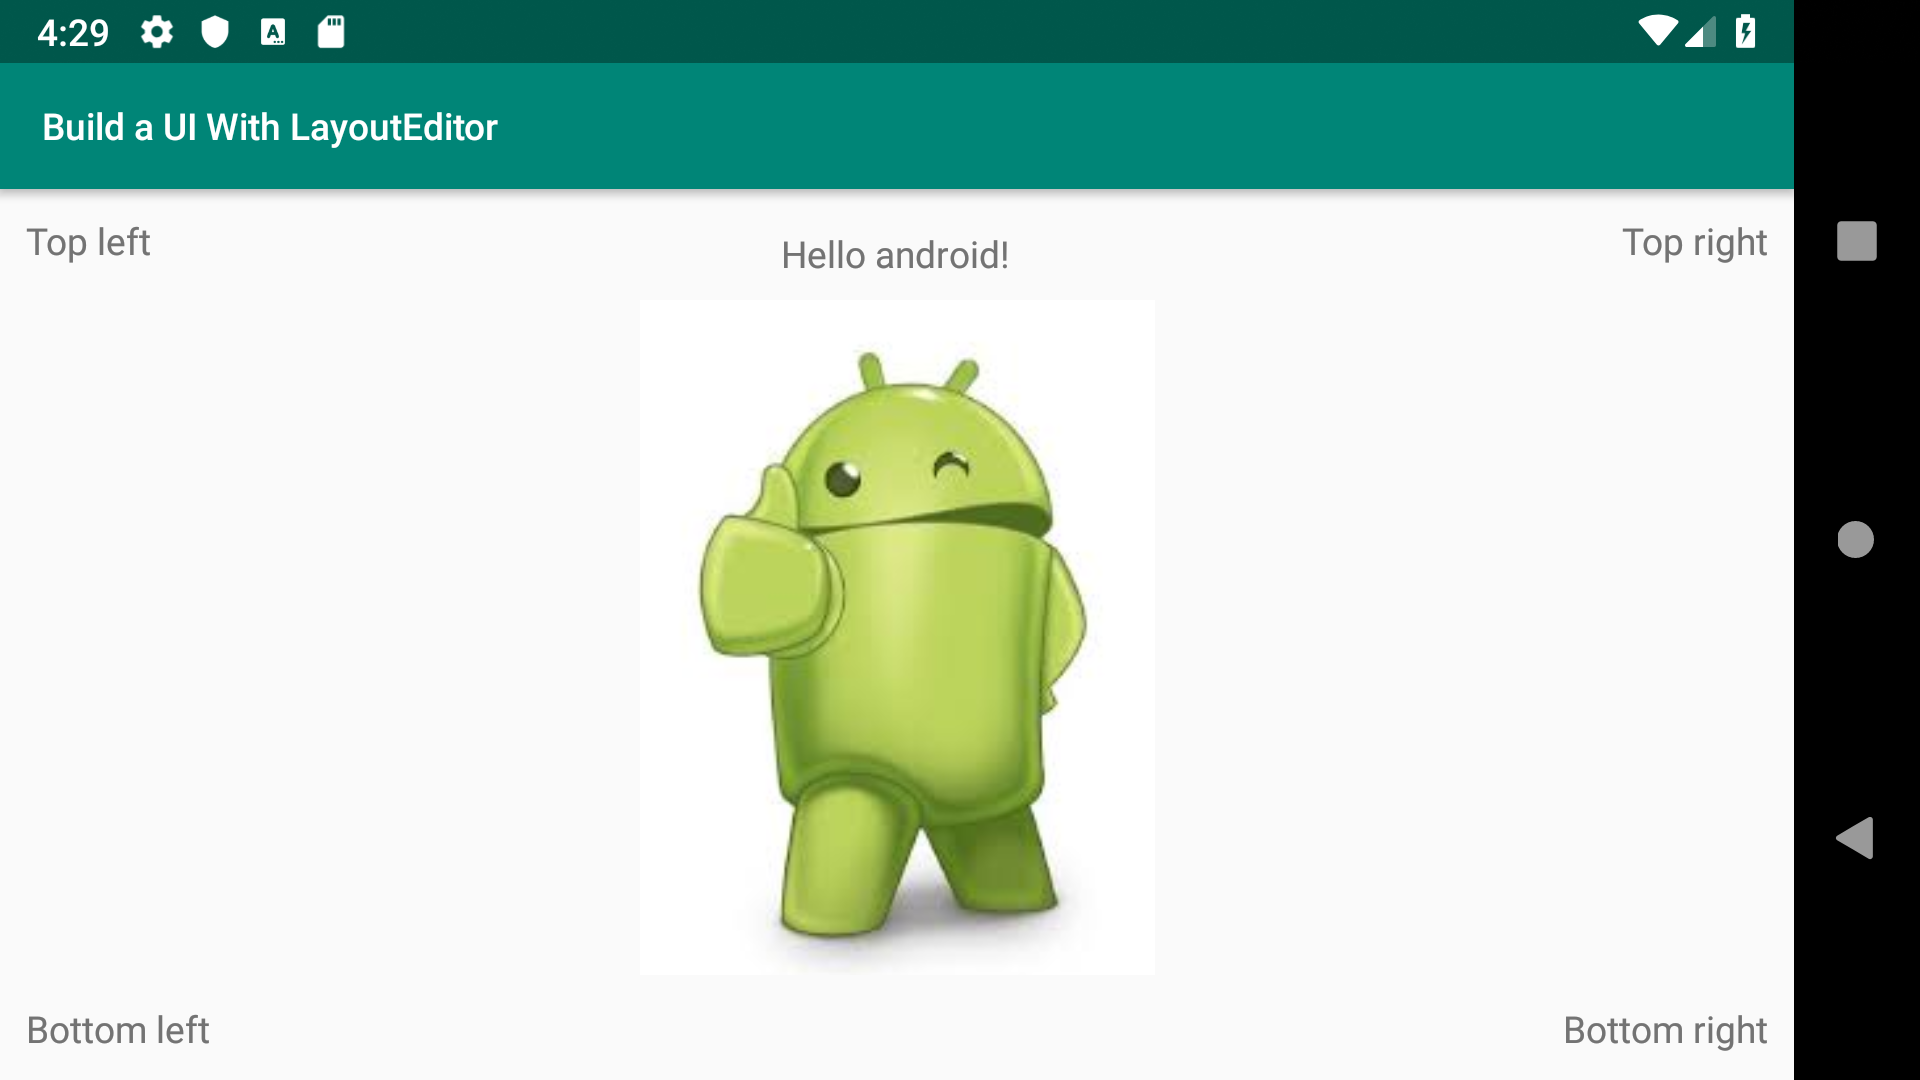 4:29
Build a UI With LayoutEditor
Top left
Hello android!
Top right
Bottom left
Bottom right